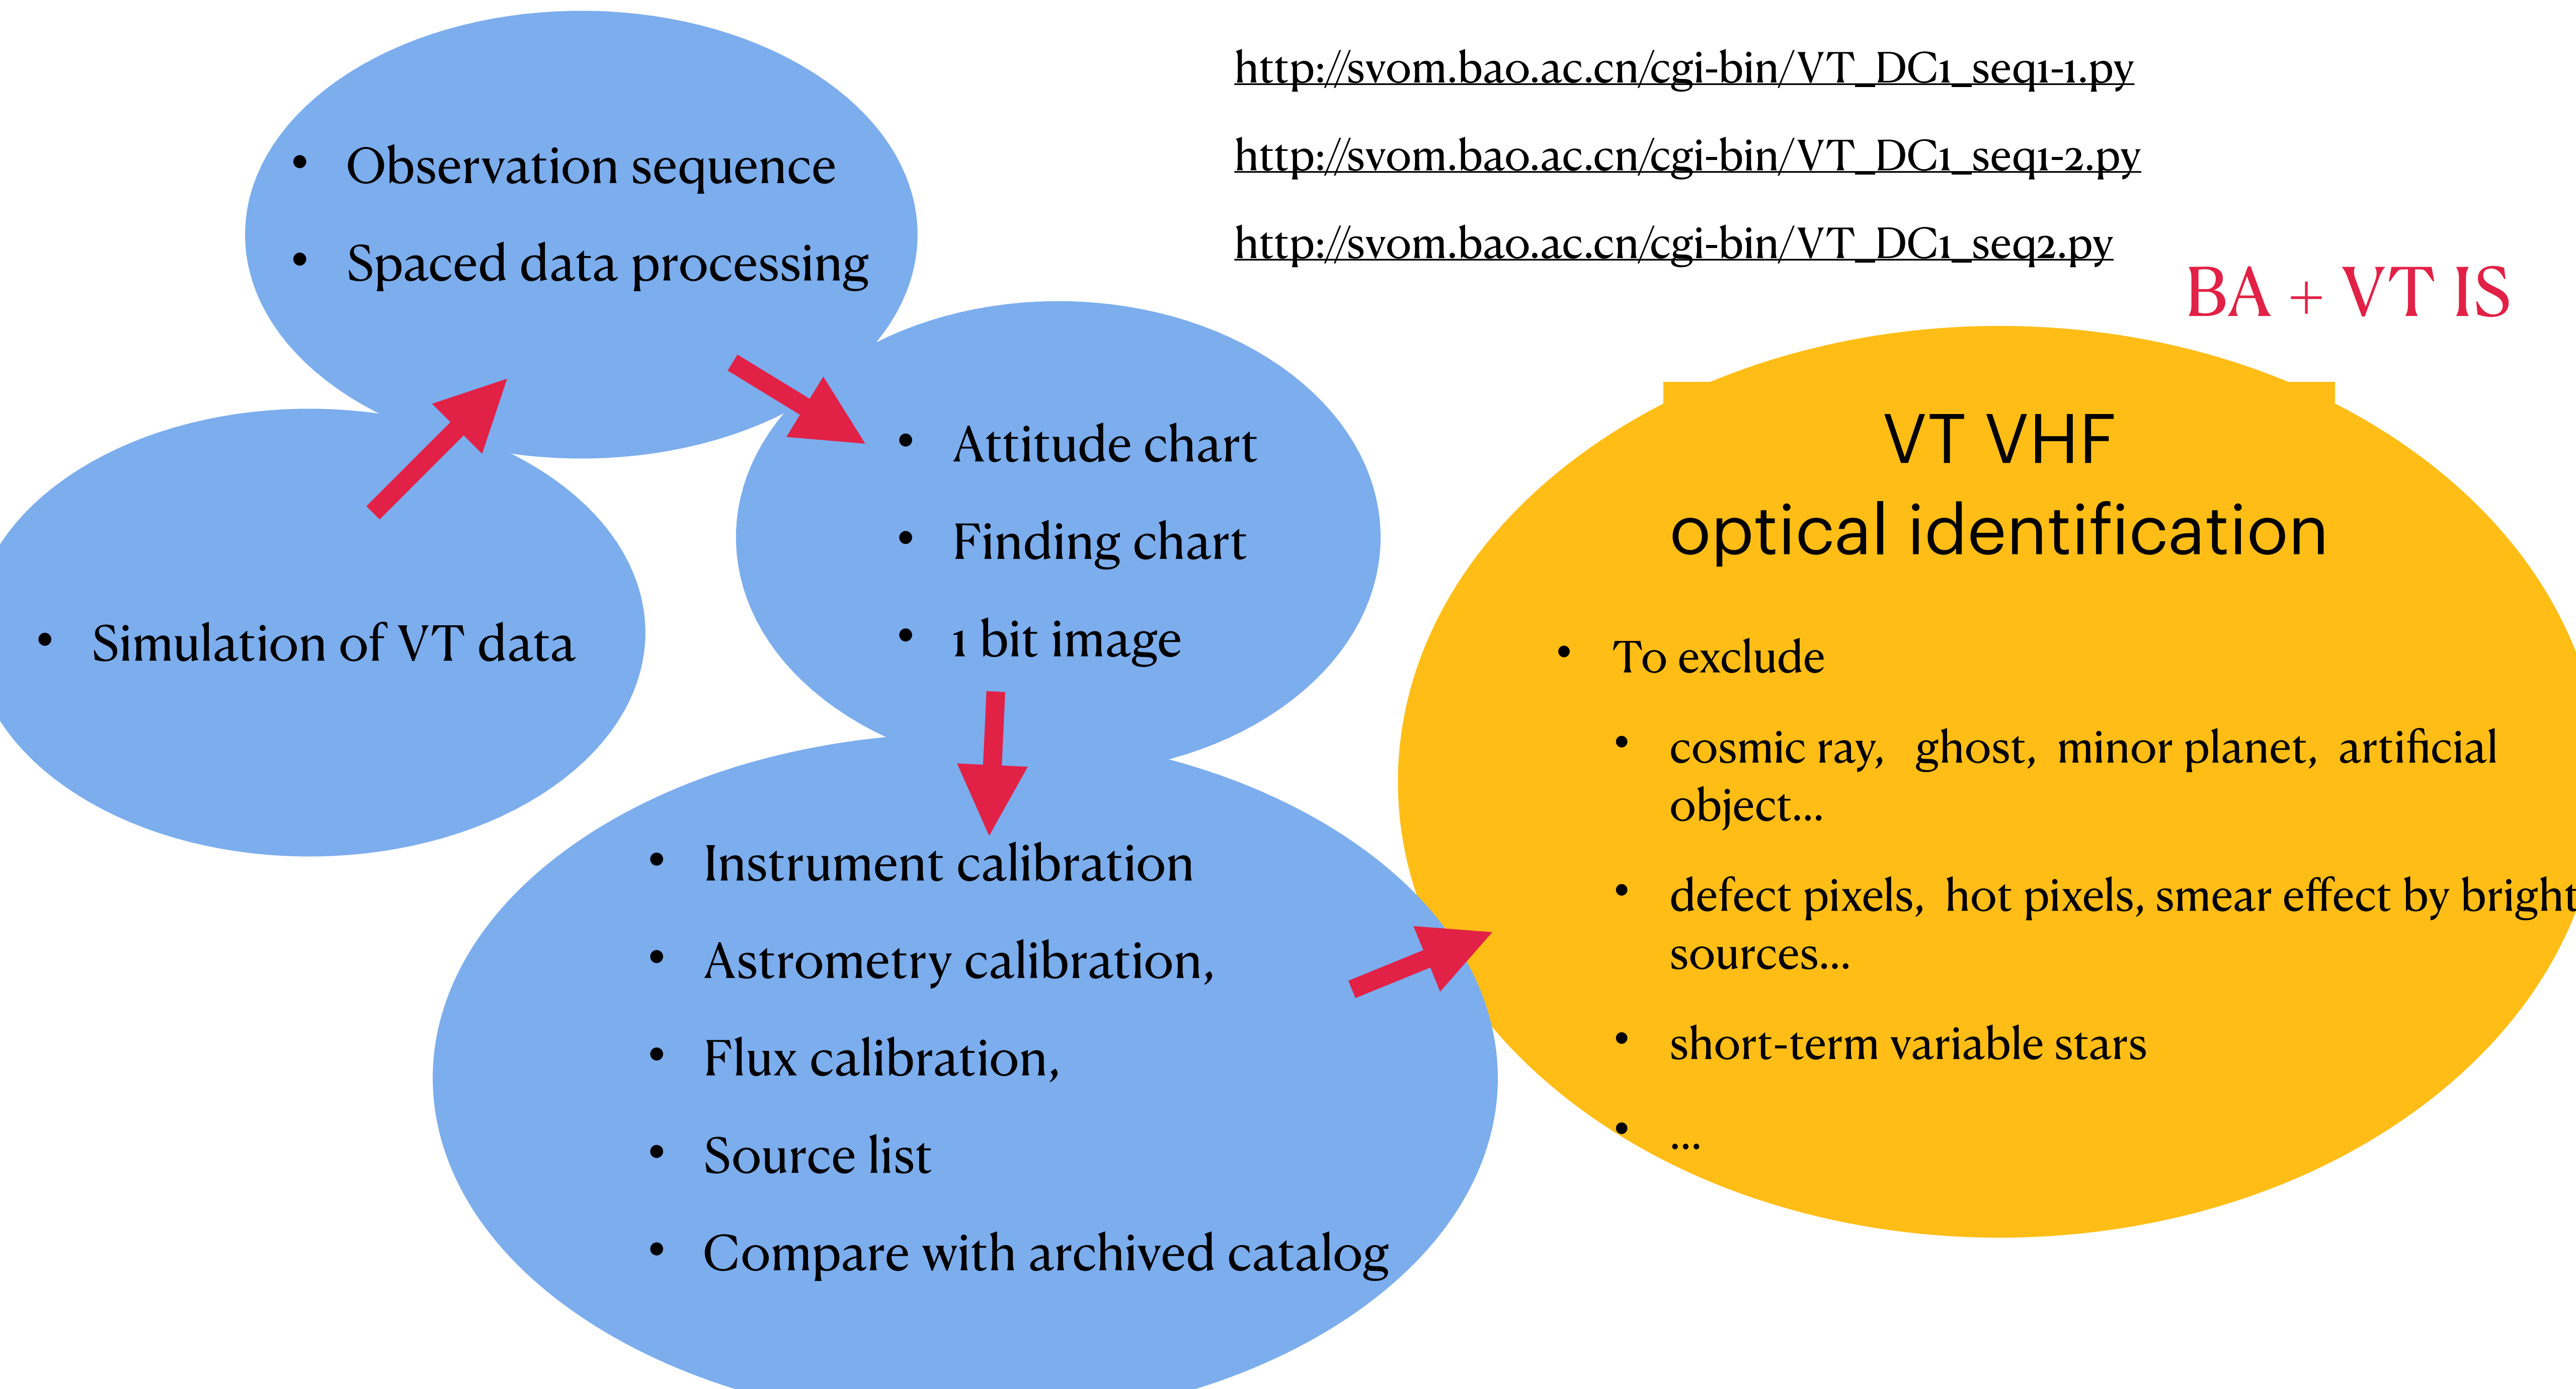 http://svom.bao.ac.cn/cgi-bin/VT_DC1_seq1-1.py
http://svom.bao.ac.cn/cgi-bin/VT_DC1_seq1-2.py
http://svom.bao.ac.cn/cgi-bin/VT_DC1_seq2.py
• Observation sequence
• Spaced data processing
• Simulation of VT data
• Attitude chart
• Finding chart
• 1 bit image
• Instrument calibration
• Astrometry calibration,
• Flux calibration,
• Source list
• Compare with archived catalog
BA + VT IS
VT VHF
optical identification
• To exclude
• cosmic ray, ghost, minor planet, artificial
object...
• defect pixels, hot pixels, smear effect by bright
sources...
• short-term variable stars
• ...